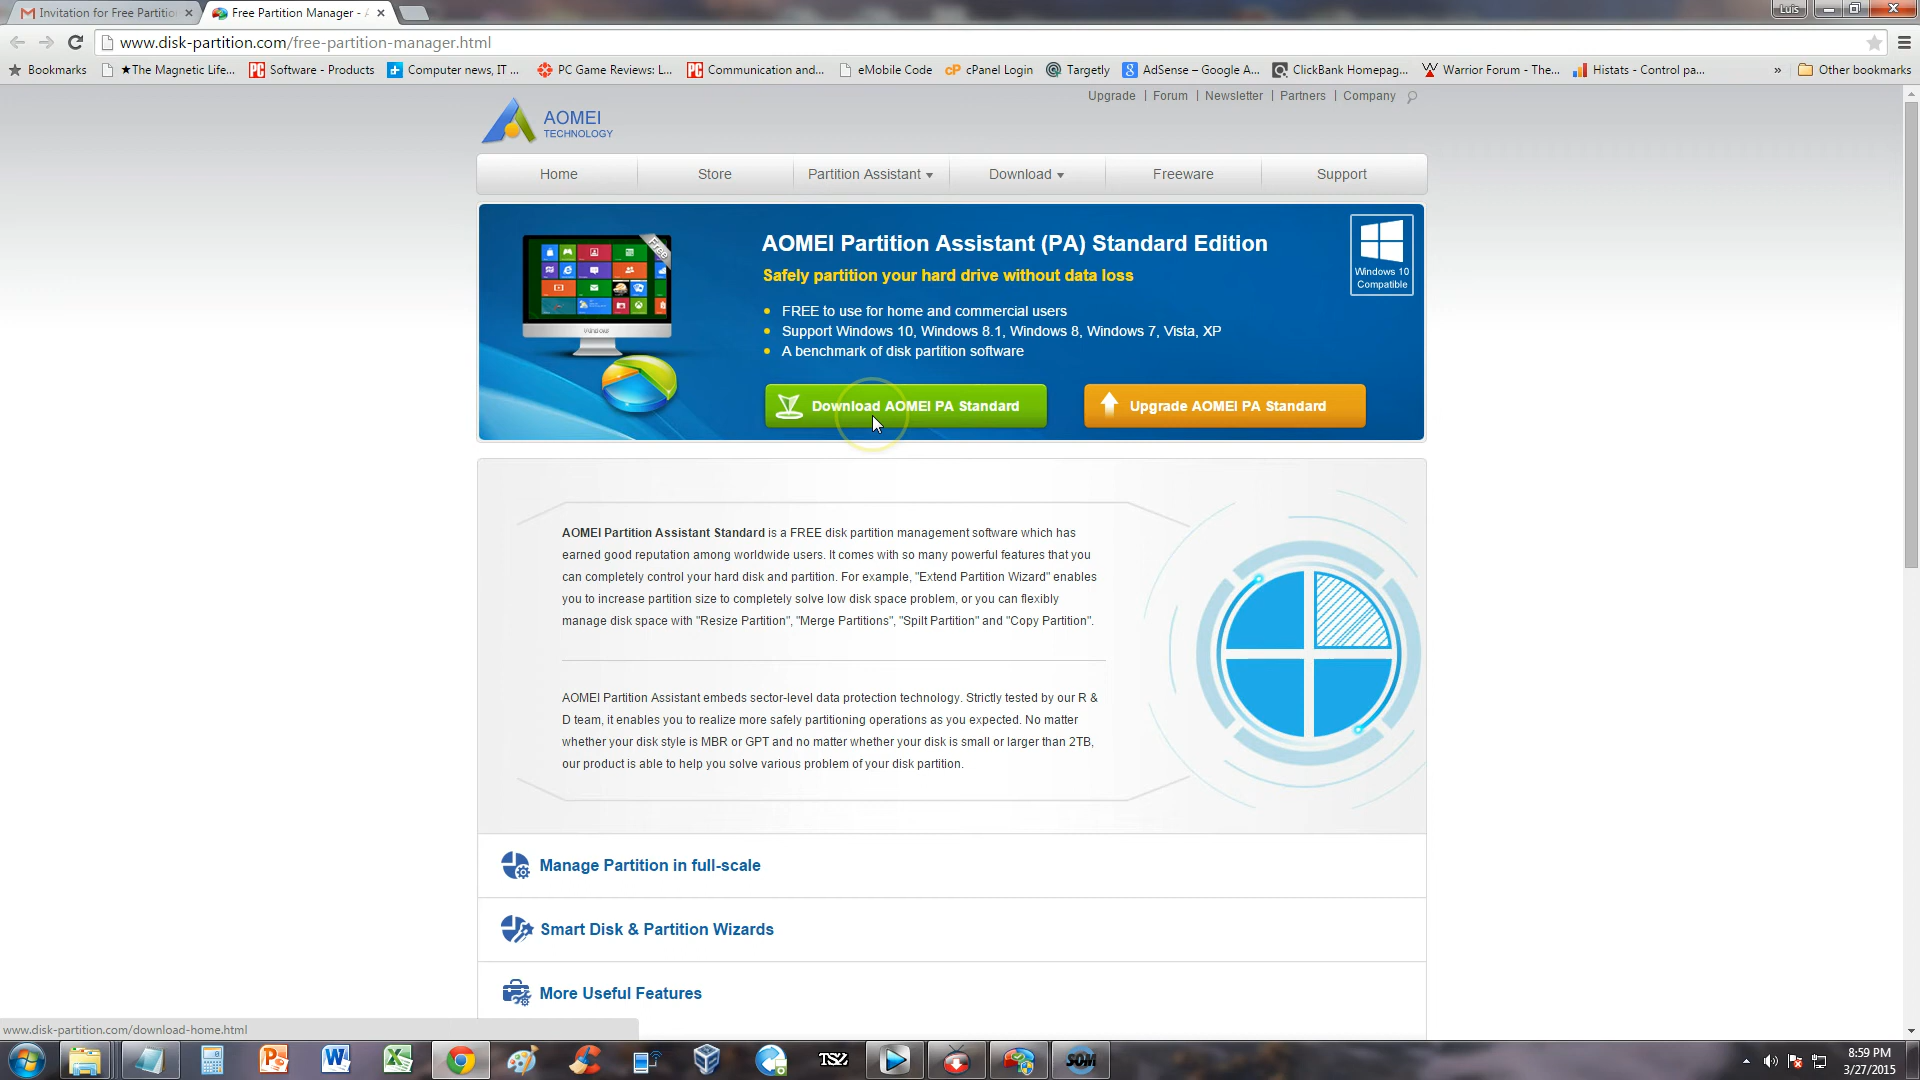 Invitation for Free Partitio
Free Partition Manager - A
Luis
www.disk-partition.com/free-partition-manager.html
Bookmarks
★The Magnetic Life...
Software - Products
Computer news, IT ...
PC Game Reviews: L...
Communication and...
eMobile Code
cPanel Login
Targetly
AdSense – Google A...
ClickBank Homepag...
Warrior Forum - The...
Histats - Control pa...
»
Other bookmarks
Upgrade | Forum | Newsletter | Partners | Company
AOMEI
TECHNOLOGY
Home
Store
Partition Assistant
Download
Freeware
Support
Free
AOMEI Partition Assistant (PA) Standard Edition
Safely partition your hard drive without data loss
FREE to use for home and commercial users
Support Windows 10, Windows 8.1, Windows 8, Windows 7, Vista, XP
A benchmark of disk partition software
Windows 10
Compatible
Download AOMEI PA Standard
Upgrade AOMEI PA Standard
AOMEI Partition Assistant Standard is a FREE disk partition management software which has
earned good reputation among worldwide users. It comes with so many powerful features that you
can completely control your hard disk and partition. For example, "Extend Partition Wizard" enables
you to increase partition size to completely solve low disk space problem, or you can flexibly
manage disk space with "Resize Partition", "Merge Partitions", "Spilt Partition" and "Copy Partition".
AOMEI Partition Assistant embeds sector-level data protection technology. Strictly tested by our R &
D team, it enables you to realize more safely partitioning operations as you expected. No matter
whether your disk style is MBR or GPT and no matter whether your disk is small or larger than 2TB,
our product is able to help you solve various problem of your disk partition.
Manage Partition in full-scale
Smart Disk & Partition Wizards
More Useful Features
www.disk-partition.com/download-home.html
TS2
SOM
8:59 PM
3/27/2015